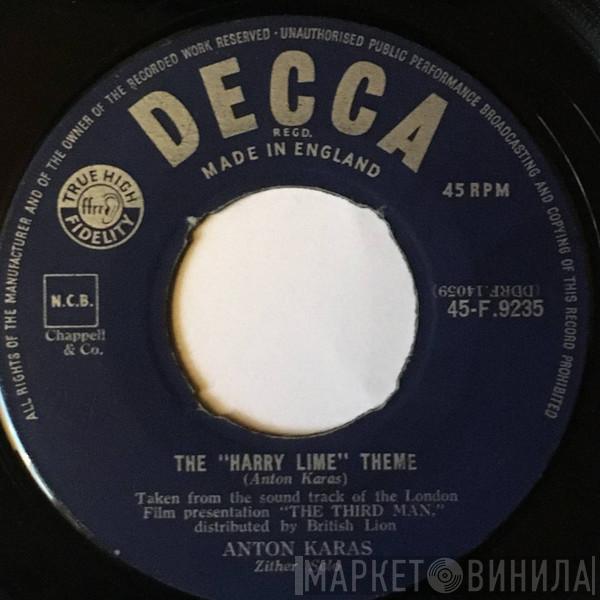 ALL RIGHTS OF THE MANUFACTURER AND OF THE OWNER OF THE RECORDED WORK RESERVED · UNAUTHORISED PUBLIC PERFORMANCE BROADCASTING AND COPYING OF THIS RECORD PROHIBITED
DECCA
REGD.
MADE IN ENGLAND
TRUE HIGH
ffrr
FIDELITY
45 RPM
N.C.B.
Chappell
& Co.
(DDRF.14059)
45-F.9235
THE "HARRY LIME" THEME
(Anton Karas)
Taken from the sound track of the London
Film presentation "THE THIRD MAN,"
distributed by British Lion
ANTON KARAS
Zither Solo
МАРКЕТ ВИНИЛА